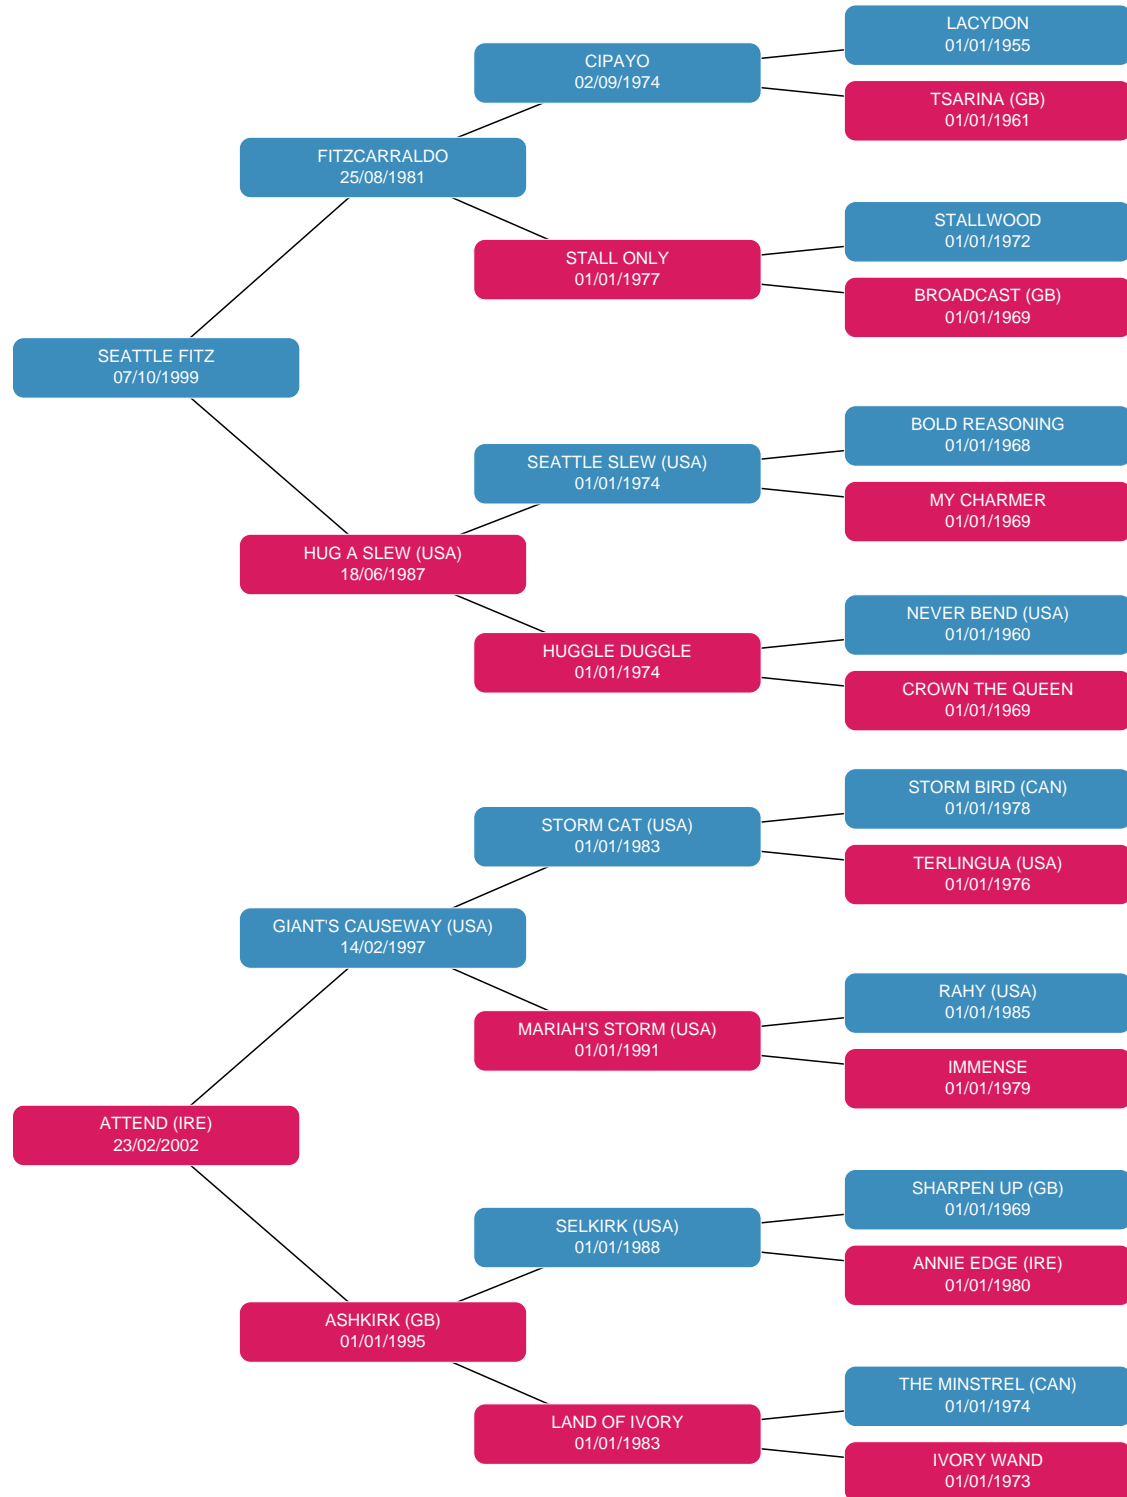 LACYDON
01/01/1955
CIPAYO
02/09/1974
TSARINA (GB)
01/01/1961
FITZCARRALDO
25/08/1981
STALLWOOD
01/01/1972
STALL ONLY
01/01/1977
BROADCAST (GB)
01/01/1969
SEATTLE FITZ
07/10/1999
BOLD REASONING
01/01/1968
SEATTLE SLEW (USA)
01/01/1974
MY CHARMER
01/01/1969
HUG A SLEW (USA)
18/06/1987
NEVER BEND (USA)
01/01/1960
HUGGLE DUGGLE
01/01/1974
CROWN THE QUEEN
01/01/1969
STORM BIRD (CAN)
01/01/1978
STORM CAT (USA)
01/01/1983
TERLINGUA (USA)
01/01/1976
GIANT'S CAUSEWAY (USA)
14/02/1997
RAHY (USA)
01/01/1985
MARIAH'S STORM (USA)
01/01/1991
IMMENSE
01/01/1979
ATTEND (IRE)
23/02/2002
SHARPEN UP (GB)
01/01/1969
SELKIRK (USA)
01/01/1988
ANNIE EDGE (IRE)
01/01/1980
ASHKIRK (GB)
01/01/1995
THE MINSTREL (CAN)
01/01/1974
LAND OF IVORY
01/01/1983
IVORY WAND
01/01/1973